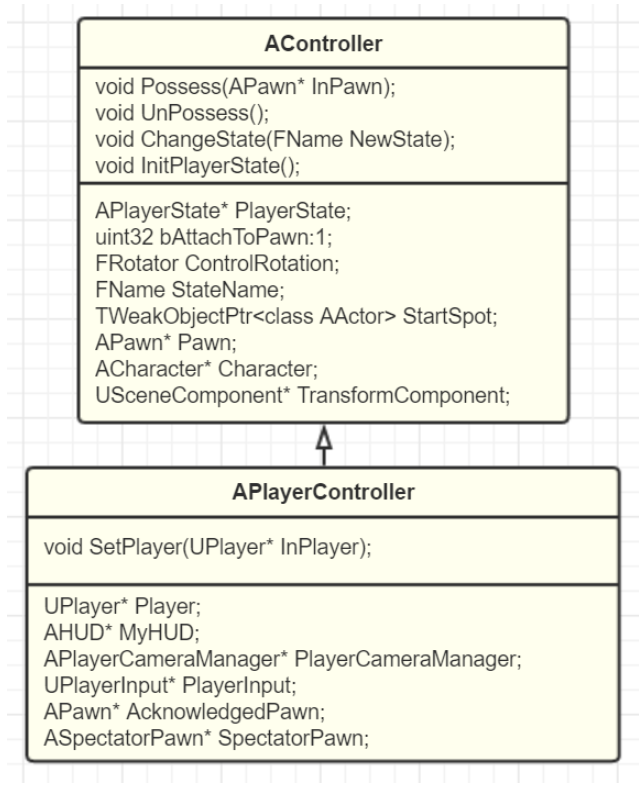 AController
void Possess(APawn* InPawn);
void UnPossess();
void ChangeState(FName NewState);
void InitPlayerState();
APlayerState* PlayerState;
uint32 bAttachToPawn:1;
FRotator ControlRotation;
FName StateName;
TWeakObjectPtr<class AActor> StartSpot;
APawn* Pawn;
ACharacter* Character;
USceneComponent* TransformComponent;
APlayerController
void SetPlayer(UPlayer* InPlayer);
UPlayer* Player;
AHUD* MyHUD;
APlayerCameraManager* PlayerCameraManager;
UPlayerInput* PlayerInput;
APawn* AcknowledgedPawn;
ASpectatorPawn* SpectatorPawn;